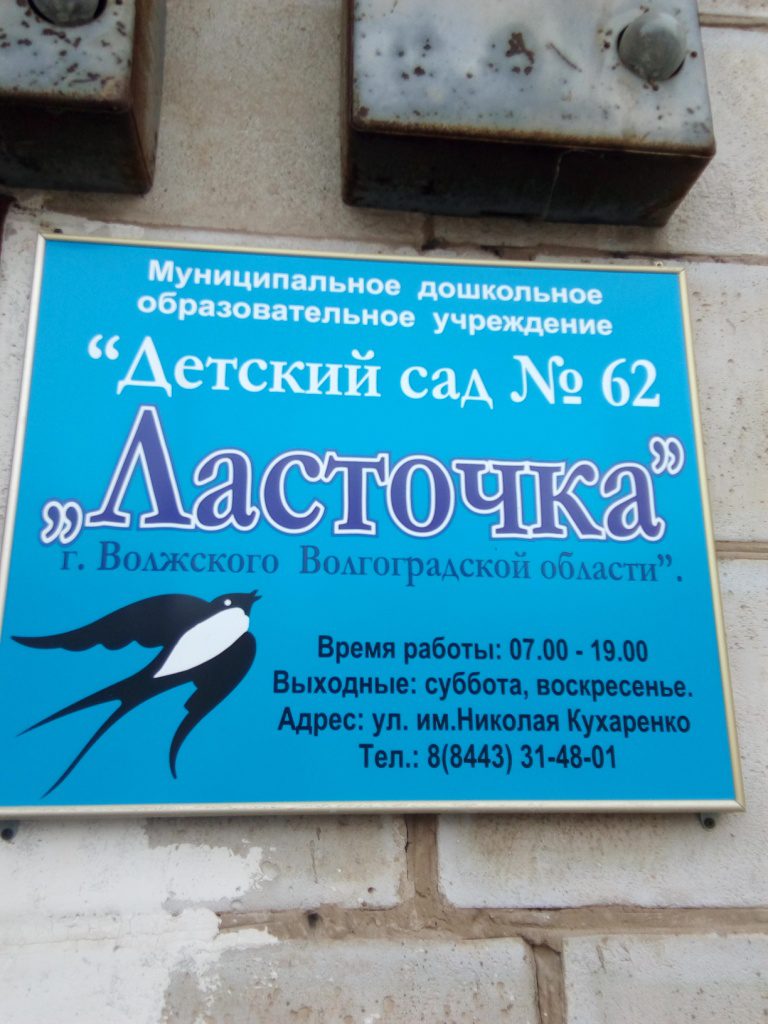 Муниципальное дошкольное
образовательное учреждение
“Детский сад № 62
„Ласточка”
г. Волжского Волгоградской области”.
Время работы: 07.00 - 19.00
Выходные: суббота, воскресенье.
Адрес: ул. им.Николая Кухаренко
Тел.: 8(8443) 31-48-01